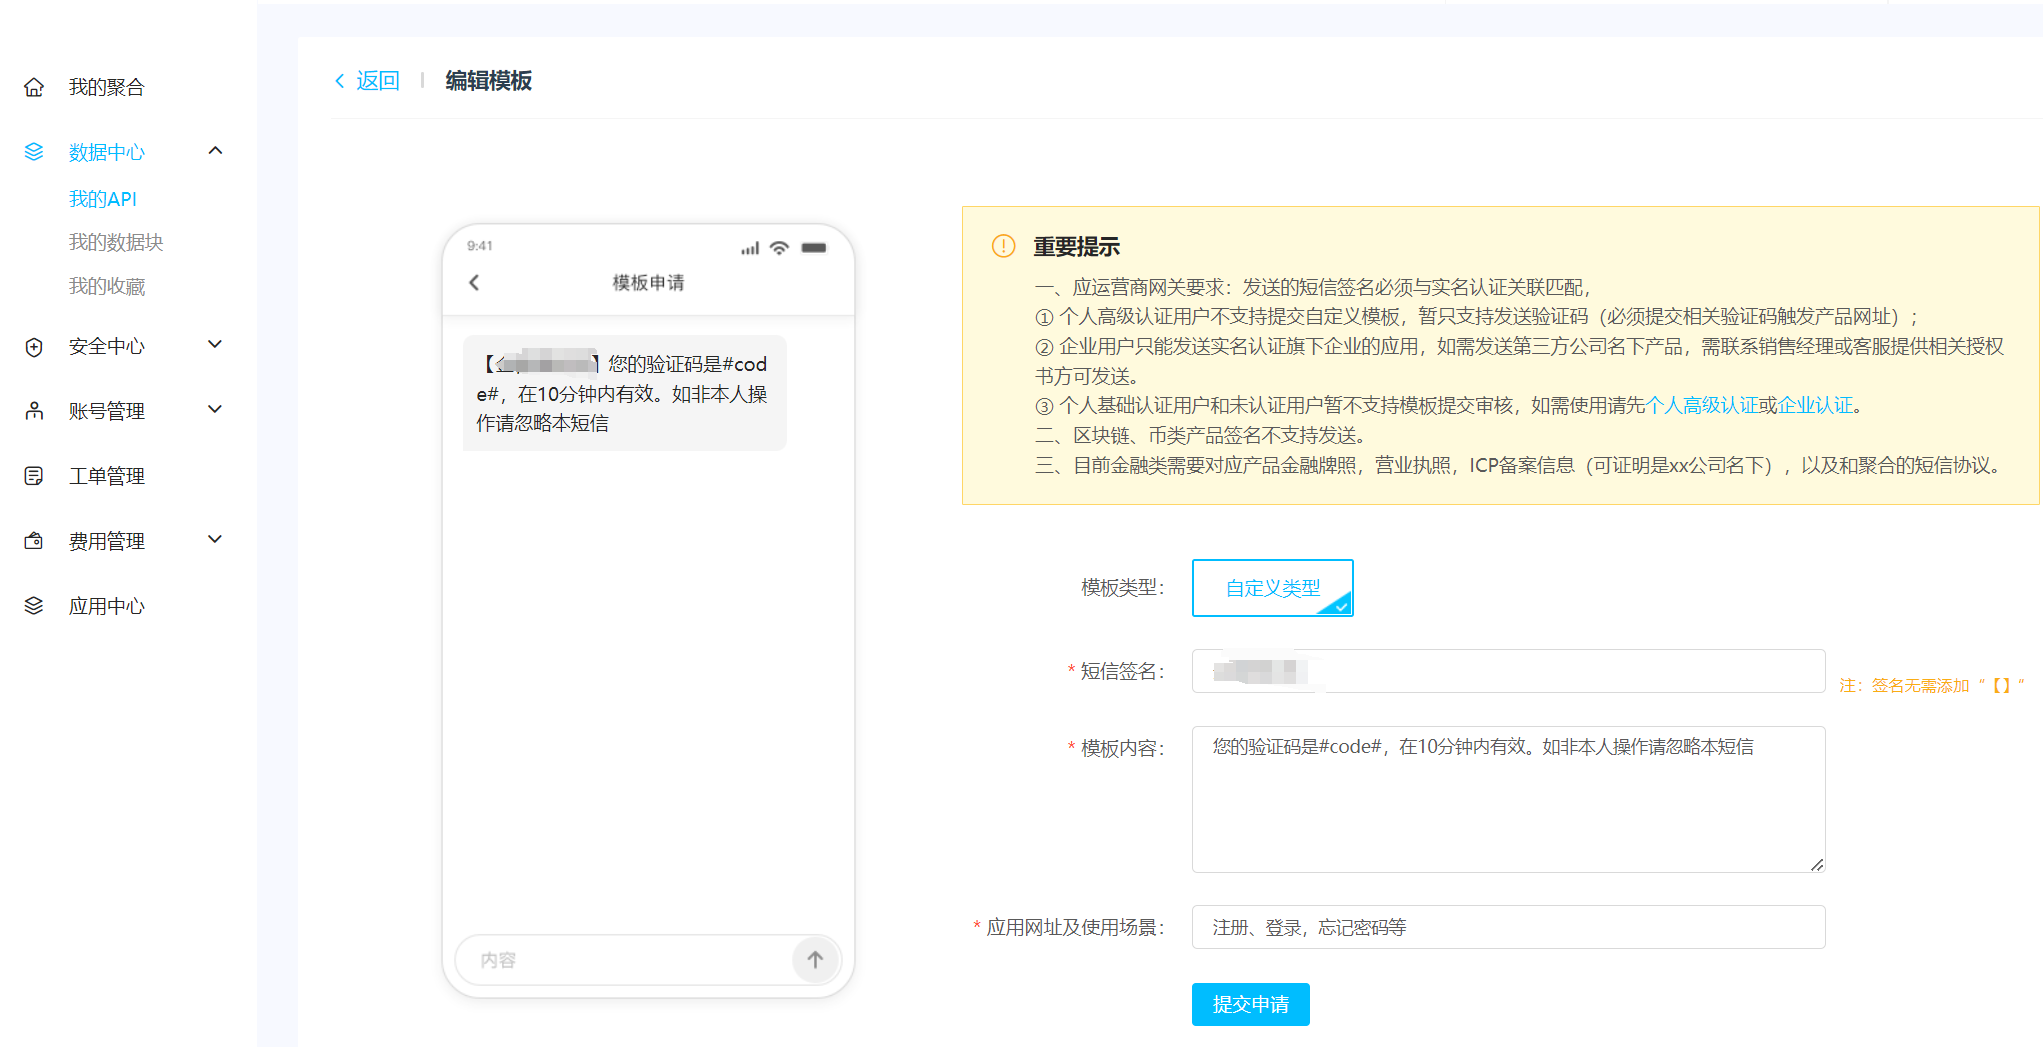 我的聚合
数据中心
我的API
我的数据块
我的收藏
安全中心
账号管理
工单管理
费用管理
应用中心
返回
编辑模板
9:41
模板申请
【 】您的验证码是#cod
e#，在10分钟内有效。如非本人操
作请忽略本短信
内容
重要提示
一、应运营商网关要求：发送的短信签名必须与实名认证关联匹配，
① 个人高级认证用户不支持提交自定义模板，暂只支持发送验证码（必须提交相关验证码触发产品网址）；
② 企业用户只能发送实名认证旗下企业的应用，如需发送第三方公司名下产品，需联系销售经理或客服提供相关授权
书方可发送。
③ 个人基础认证用户和未认证用户暂不支持模板提交审核，如需使用请先个人高级认证或企业认证。
二、区块链、币类产品签名不支持发送。
三、目前金融类需要对应产品金融牌照，营业执照，ICP备案信息（可证明是xx公司名下），以及和聚合的短信协议。
模板类型：
自定义类型
* 短信签名：
注：签名无需添加“【】”
* 模板内容：
您的验证码是#code#，在10分钟内有效。如非本人操作请忽略本短信
* 应用网址及使用场景：
注册、登录，忘记密码等
提交申请